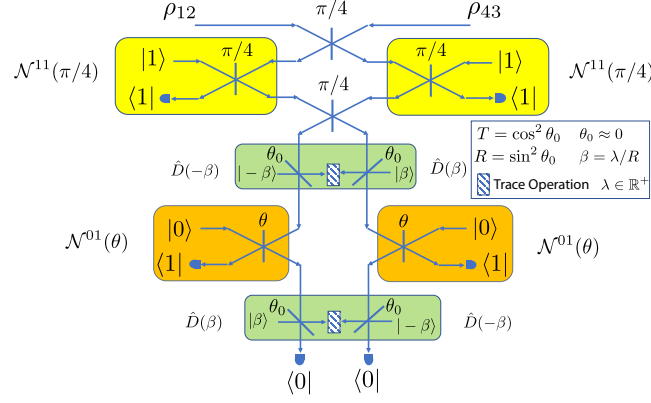 ρ₁₂ π/4 ρ₄₃
𝒩¹¹(π/4) |1⟩ π/4 π/4 |1⟩ 𝒩¹¹(π/4)
⟨1| π/4 ⟨1|
T = cos² θ₀ θ₀ ≈ 0
R = sin² θ₀ β = λ/R
Trace Operation λ ∈ ℝ⁺
θ₀ θ₀
D̂(−β) |−β⟩ |β⟩ D̂(β)
|0⟩ θ θ |0⟩
𝒩⁰¹(θ) ⟨1| ⟨1| 𝒩⁰¹(θ)
θ₀ θ₀
D̂(β) |β⟩ |−β⟩ D̂(−β)
⟨0| ⟨0|